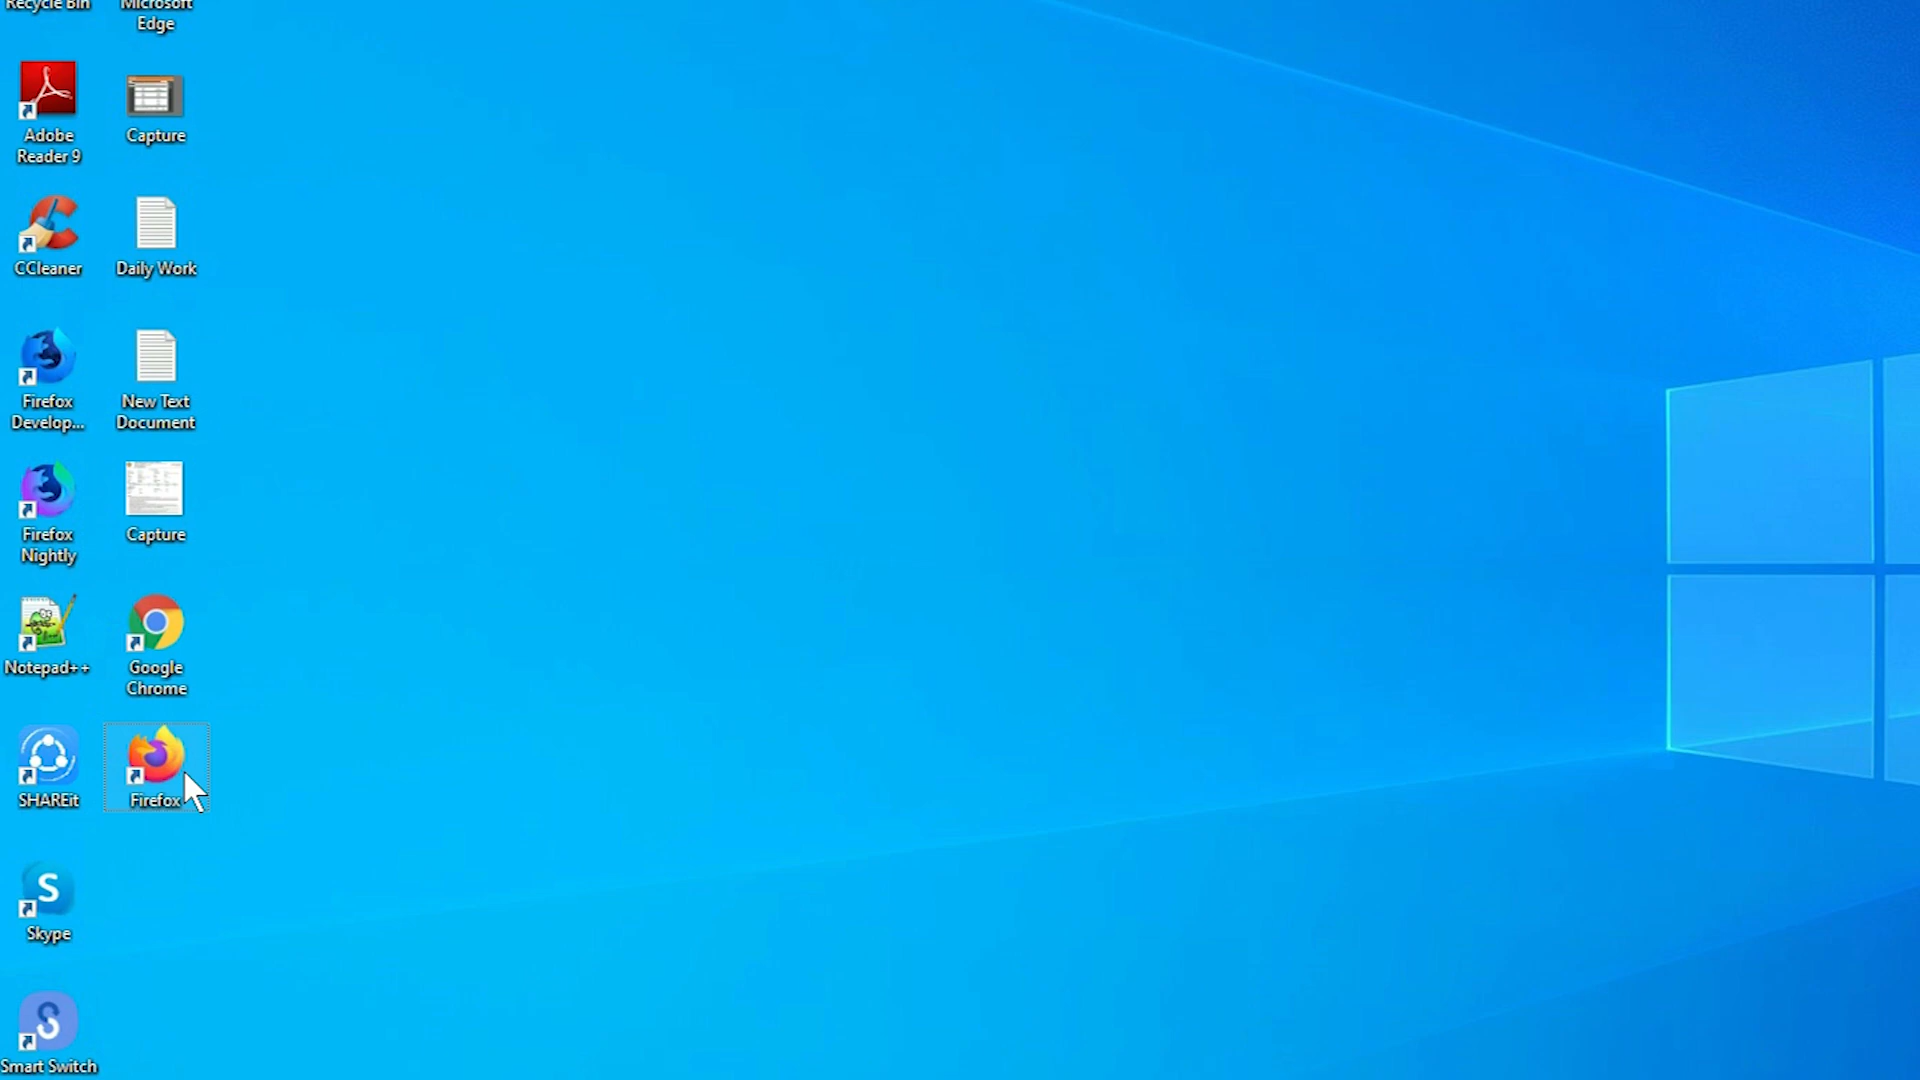 Recycle Bin
Microsoft
Edge
Adobe
Reader 9
Capture
CCleaner
Daily Work
Firefox
Develop...
New Text
Document
Firefox
Nightly
Capture
Notepad++
Google
Chrome
SHAREit
Firefox
Skype
Smart Switch